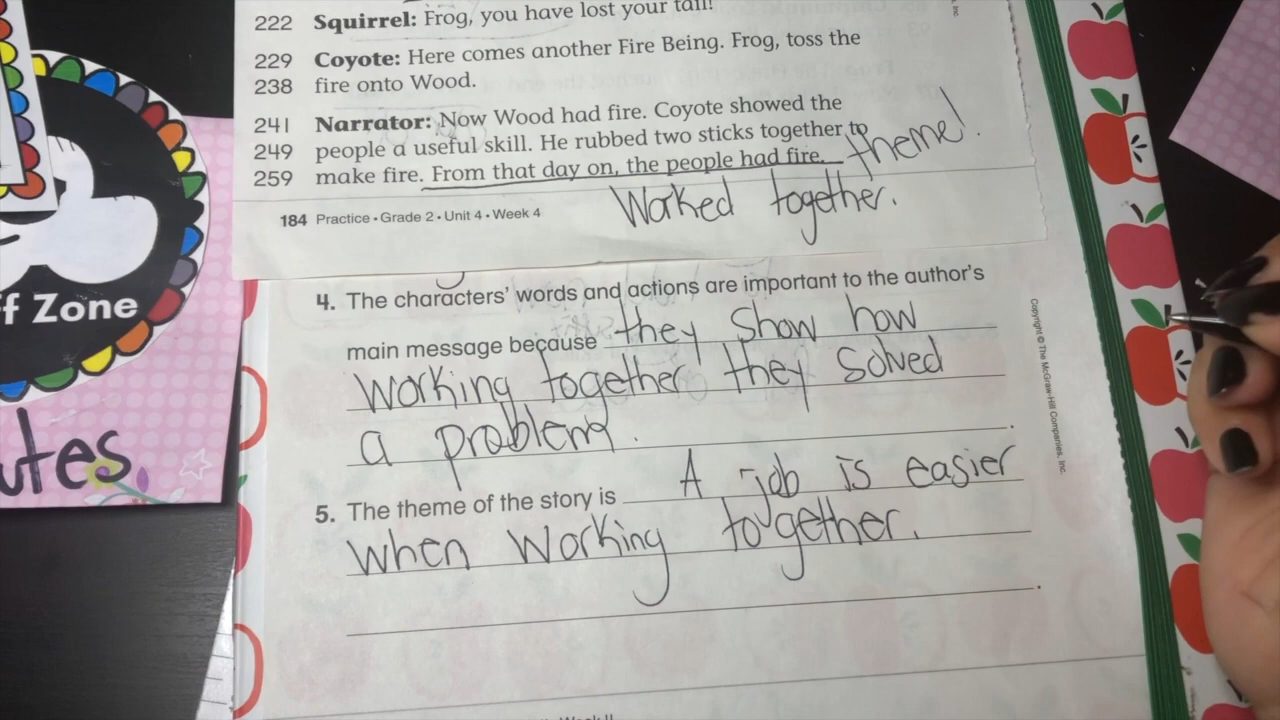 222 Squirrel: Frog, you have lost your tail!
229 Coyote: Here comes another Fire Being. Frog, toss the
238 fire onto Wood.
241 Narrator: Now Wood had fire. Coyote showed the
249 people a useful skill. He rubbed two sticks together to
259 make fire. From that day on, the people had fire.
theme!
Worked together.
184 Practice • Grade 2 • Unit 4 • Week 4
4. The characters' words and actions are important to the author's
main message because they show how
working together they solved
a problem.
5. The theme of the story is A job is easier
when working together.
Copyright © The McGraw-Hill Companies, Inc.
f Zone
utes